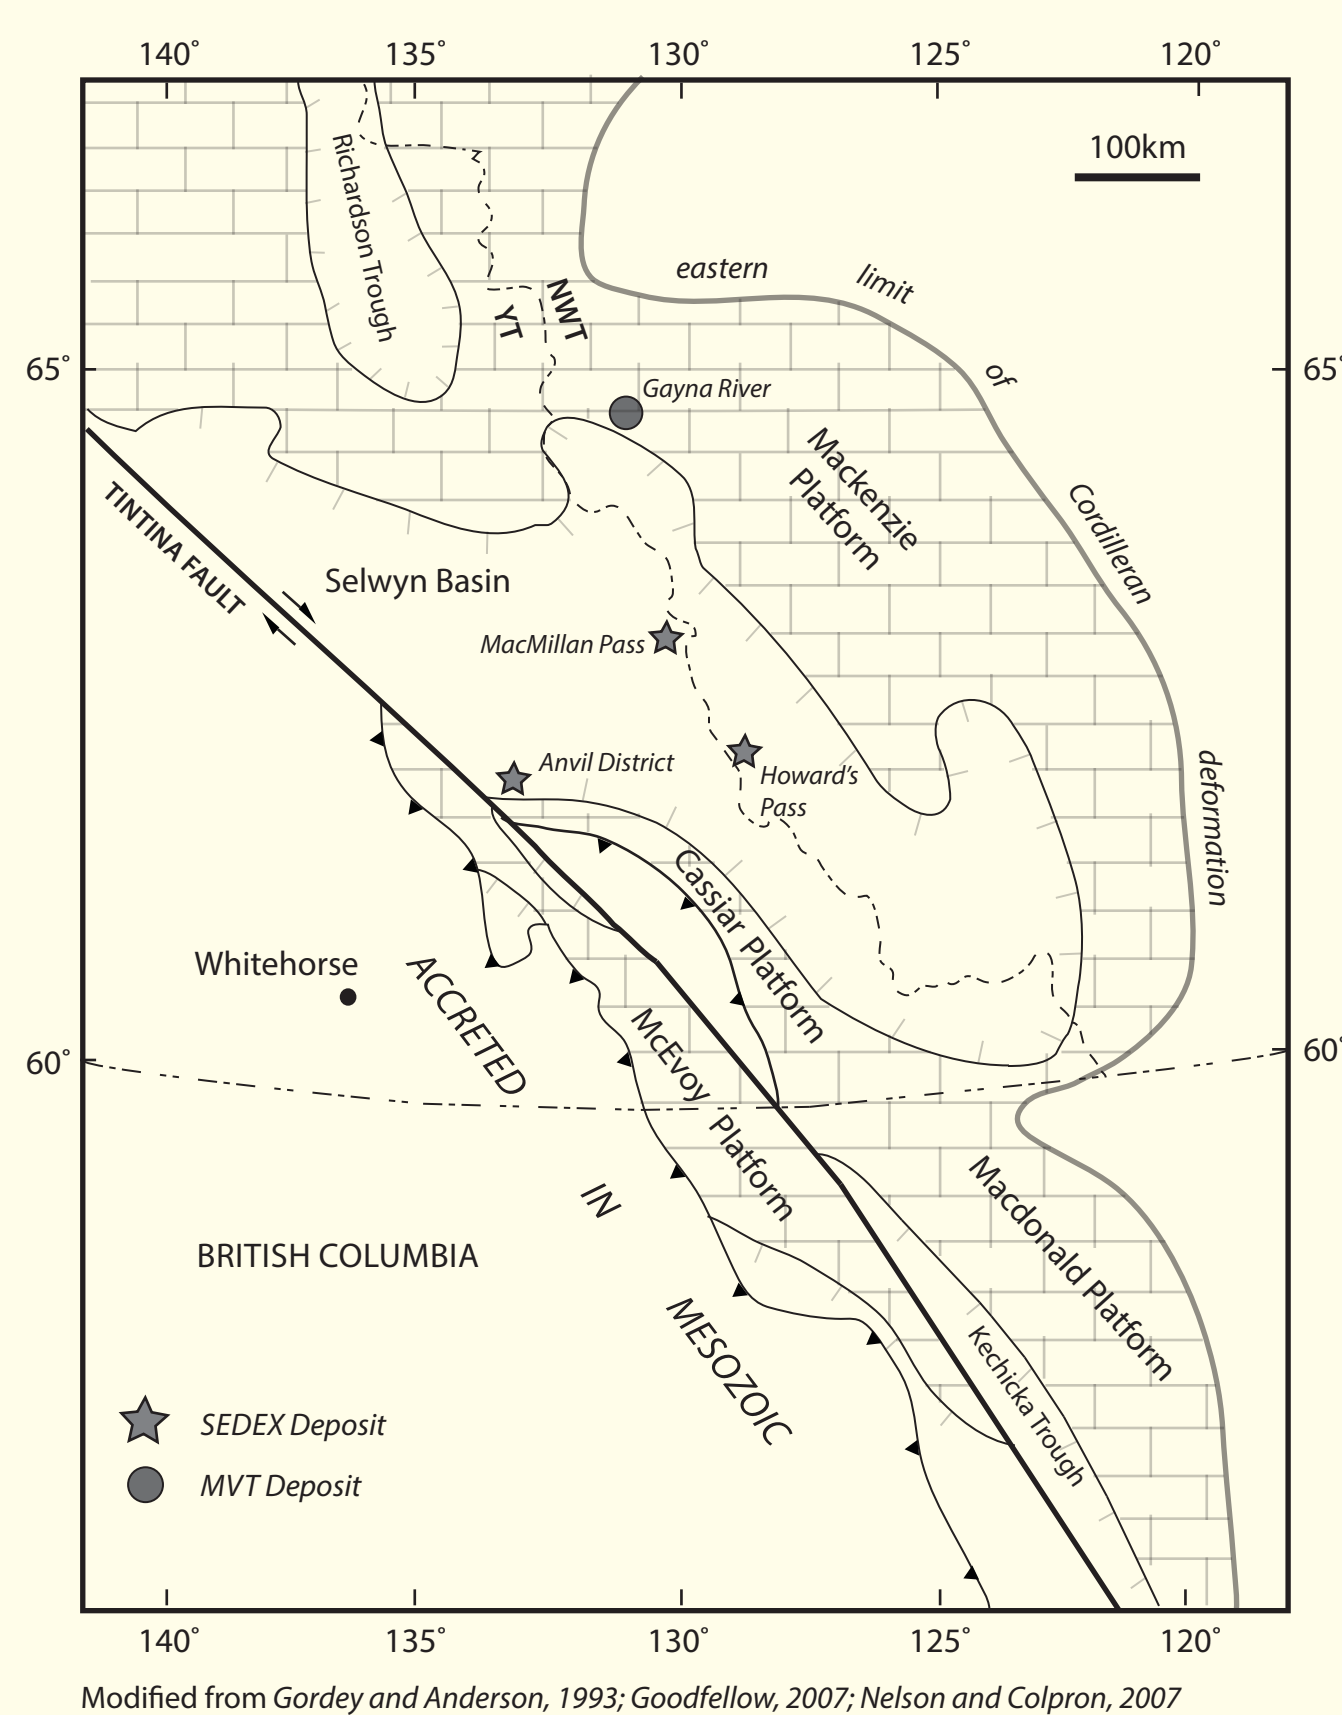 140˚ 135˚ 130˚ 125˚ 120˚
100km
Richardson Trough
eastern limit of Cordilleran deformation
NWT
YT
65˚ 65˚
Gayna River
Mackenzie
Platform
TINTINA FAULT
Selwyn Basin
MacMillan Pass
Anvil District
Howard's
Pass
Cassiar Platform
Whitehorse
ACCRETED
IN
MESOZOIC
McEvoy
Platform
60˚ 60˚
Macdonald Platform
BRITISH COLUMBIA
Kechicka Trough
SEDEX Deposit
MVT Deposit
140˚ 135˚ 130˚ 125˚ 120˚
Modified from Gordey and Anderson, 1993; Goodfellow, 2007; Nelson and Colpron, 2007